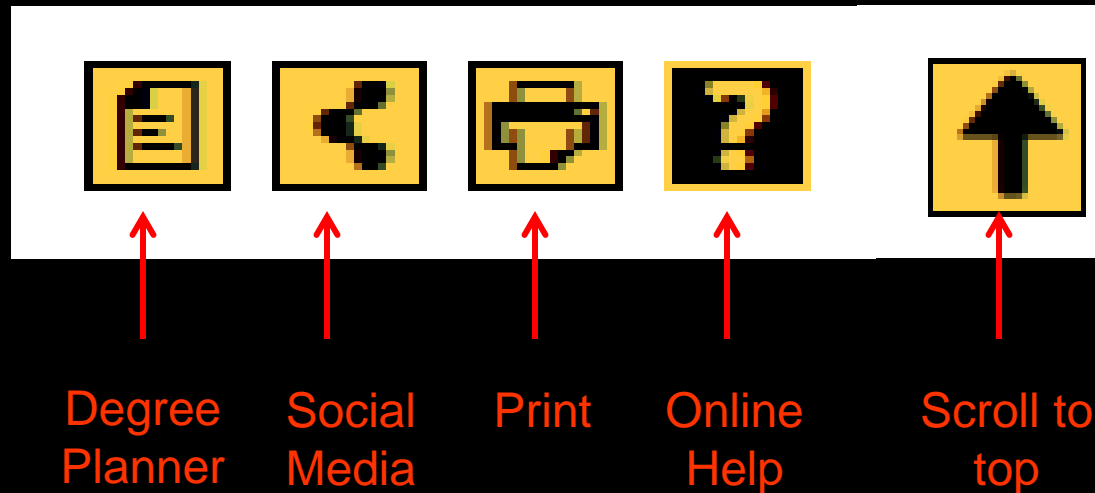 ?
Degree Planner
Social Media
Print
Online Help
Scroll to top